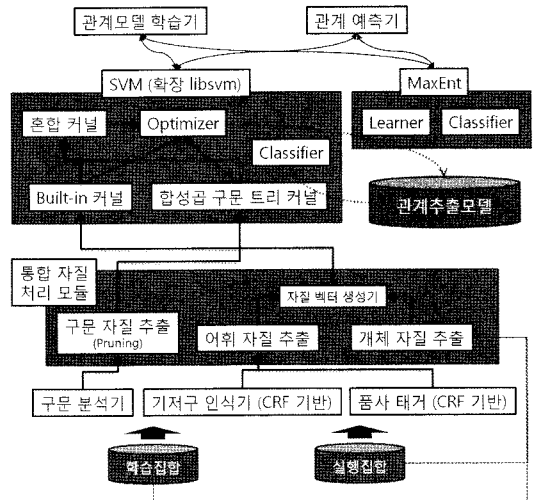 관계모델 학습기
관계 예측기
SVM (확장 libsvm)
MaxEnt
혼합 커널
Optimizer
Learner
Classifier
Classifier
Built-in 커널
합성곱 구문 트리 커널
관계추출모델
통합 자질
처리 모듈
자질 벡터 생성기
구문 자질 추출
(Pruning)
어휘 자질 추출
개체 자질 추출
구문 분석기
기저구 인식기 (CRF 기반)
품사 태거 (CRF 기반)
학습집합
실행집합